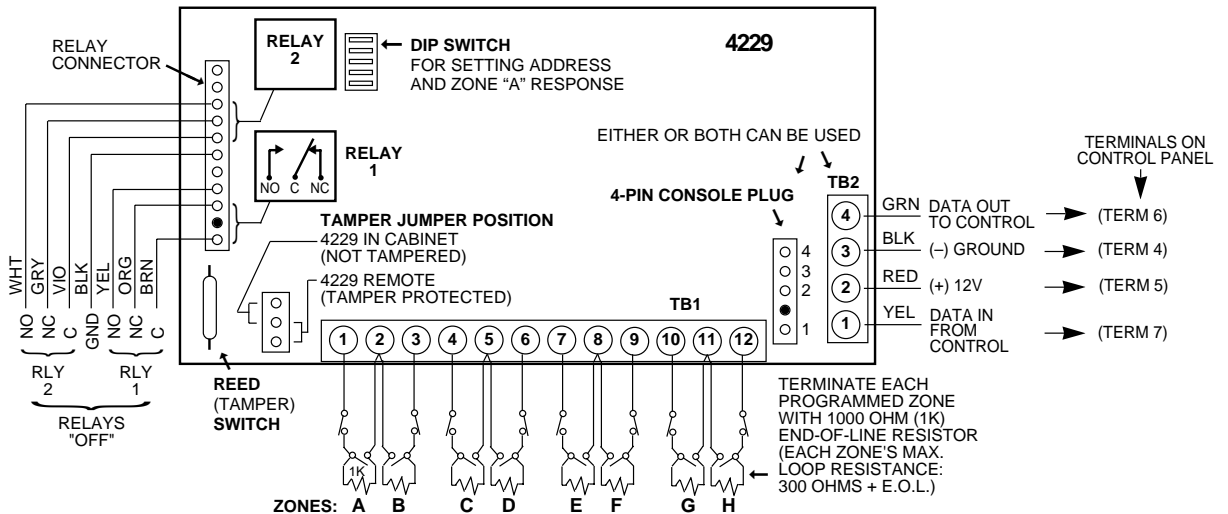 RELAY
CONNECTOR
RELAY
2
DIP SWITCH
FOR SETTING ADDRESS
AND ZONE “A” RESPONSE
4229
RELAY
1
NO C NC
EITHER OR BOTH CAN BE USED
TERMINALS ON
CONTROL PANEL
4-PIN CONSOLE PLUG
TB2
4
3
2
1
4
3
2
1
GRN DATA OUT
TO CONTROL
(TERM 6)
BLK (–) GROUND
(TERM 4)
RED (+) 12V
(TERM 5)
YEL DATA IN
FROM
CONTROL
(TERM 7)
TAMPER JUMPER POSITION
4229 IN CABINET
(NOT TAMPERED)
4229 REMOTE
(TAMPER PROTECTED)
WHT
GRY
VIO
BLK
YEL
ORG
BRN
NO
NC
C
GND
NO
NC
C
RLY
2
RLY
1
RELAYS
"OFF"
REED
(TAMPER)
SWITCH
TB1
1 2 3 4 5 6 7 8 9 10 11 12
1K
TERMINATE EACH
PROGRAMMED ZONE
WITH 1000 OHM (1K)
END-OF-LINE RESISTOR
(EACH ZONE'S MAX.
LOOP RESISTANCE:
300 OHMS + E.O.L.)
ZONES: A B C D E F G H